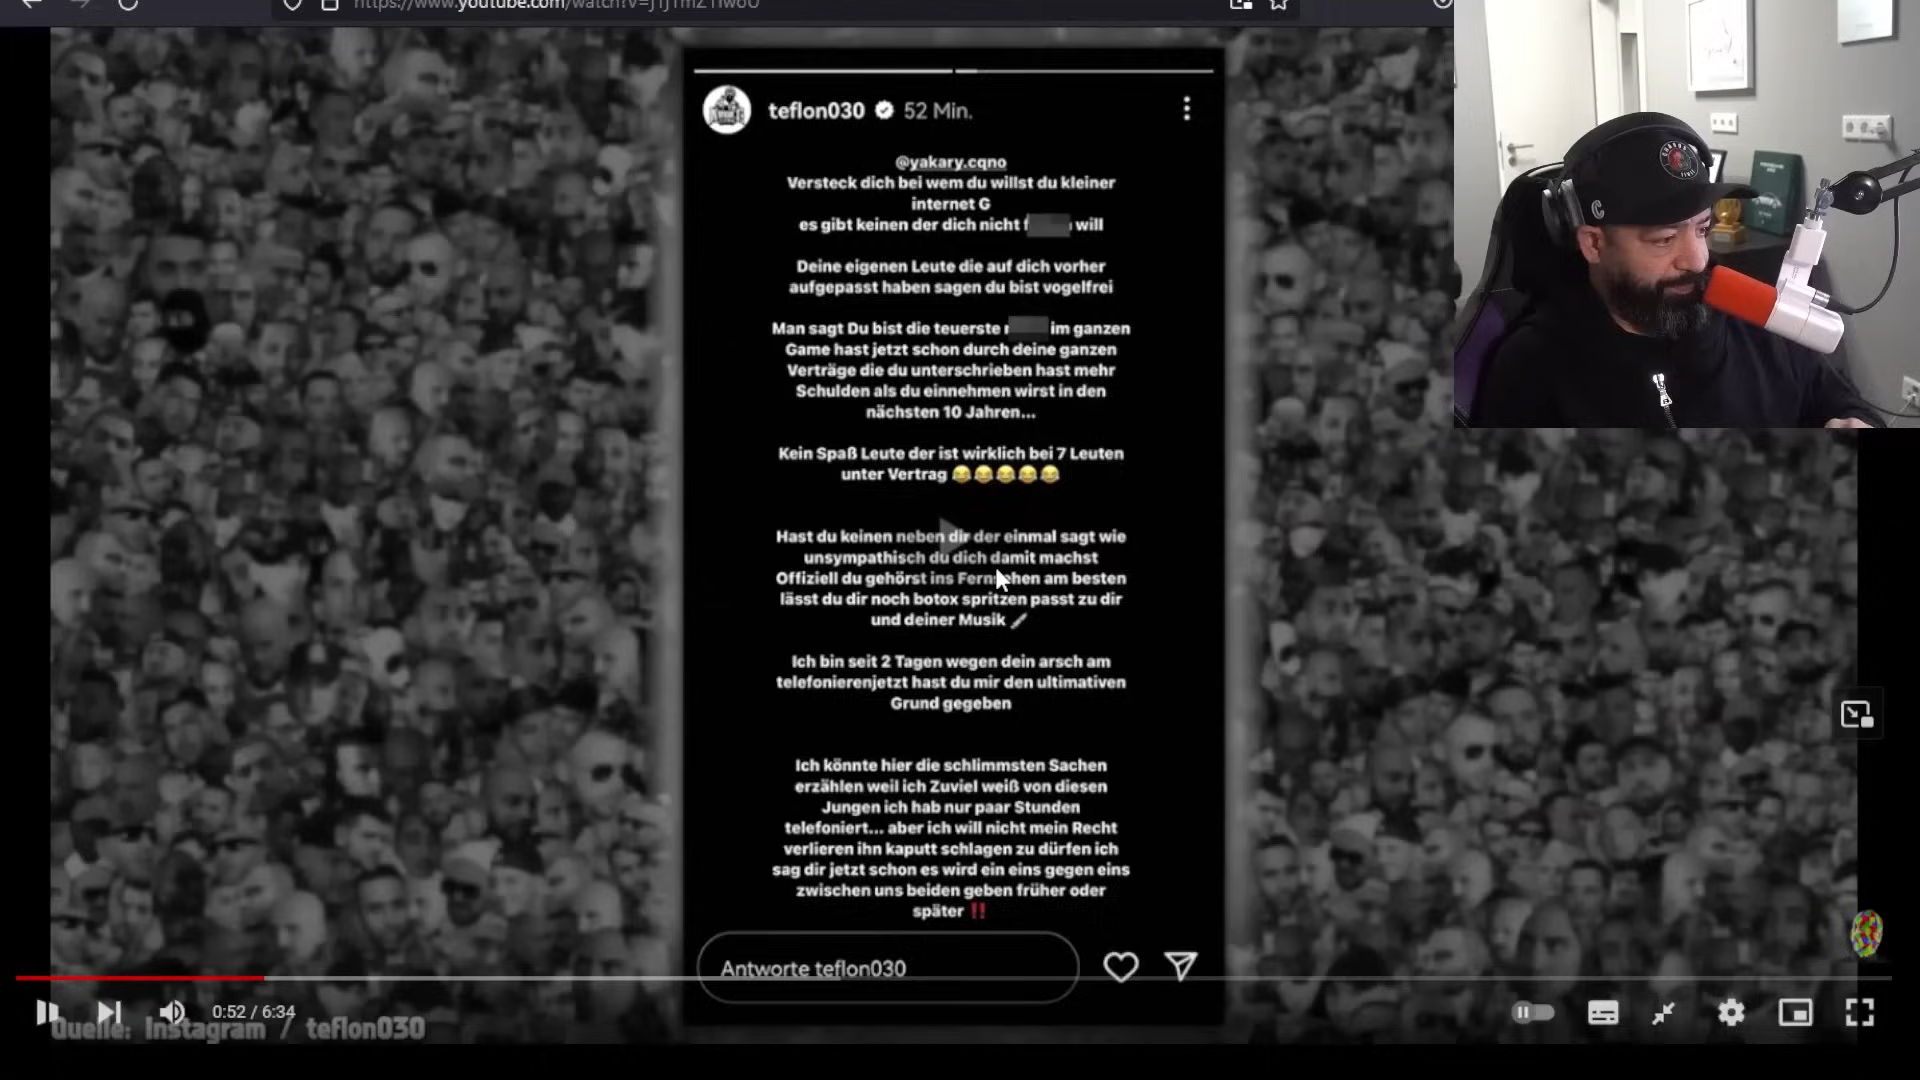 https://www.youtube.com/watch?v=
teflon030 52 Min.
@yakary.cqno
Versteck dich bei wem du willst du kleiner
internet G
es gibt keinen der dich nicht f will
Deine eigenen Leute die auf dich vorher
aufgepasst haben sagen du bist vogelfrei
Man sagt Du bist die teuerste im ganzen
Game hast jetzt schon durch deine ganzen
Verträge die du unterschrieben hast mehr
Schulden als du einnehmen wirst in den
nächsten 10 Jahren...
Kein Spaß Leute der ist wirklich bei 7 Leuten
unter Vertrag 😂😂😂😂😂
Hast du keinen neben dir der einmal sagt wie
unsympathisch du dich damit machst
Offiziell du gehörst ins Fernsehen am besten
lässt du dir noch botox spritzen passt zu dir
und deiner Musik
Ich bin seit 2 Tagen wegen dein arsch am
telefonierenjetzt hast du mir den ultimativen
Grund gegeben
Ich könnte hier die schlimmsten Sachen
erzählen weil ich Zuviel weiß von diesen
Jungen ich hab nur paar Stunden
telefoniert... aber ich will nicht mein Recht
verlieren ihn kaputt schlagen zu dürfen ich
sag dir jetzt schon es wird ein eins gegen eins
zwischen uns beiden geben früher oder
später ‼️
Antworte teflon030
0:52 / 6:34
Quelle: Instagram / teflon030